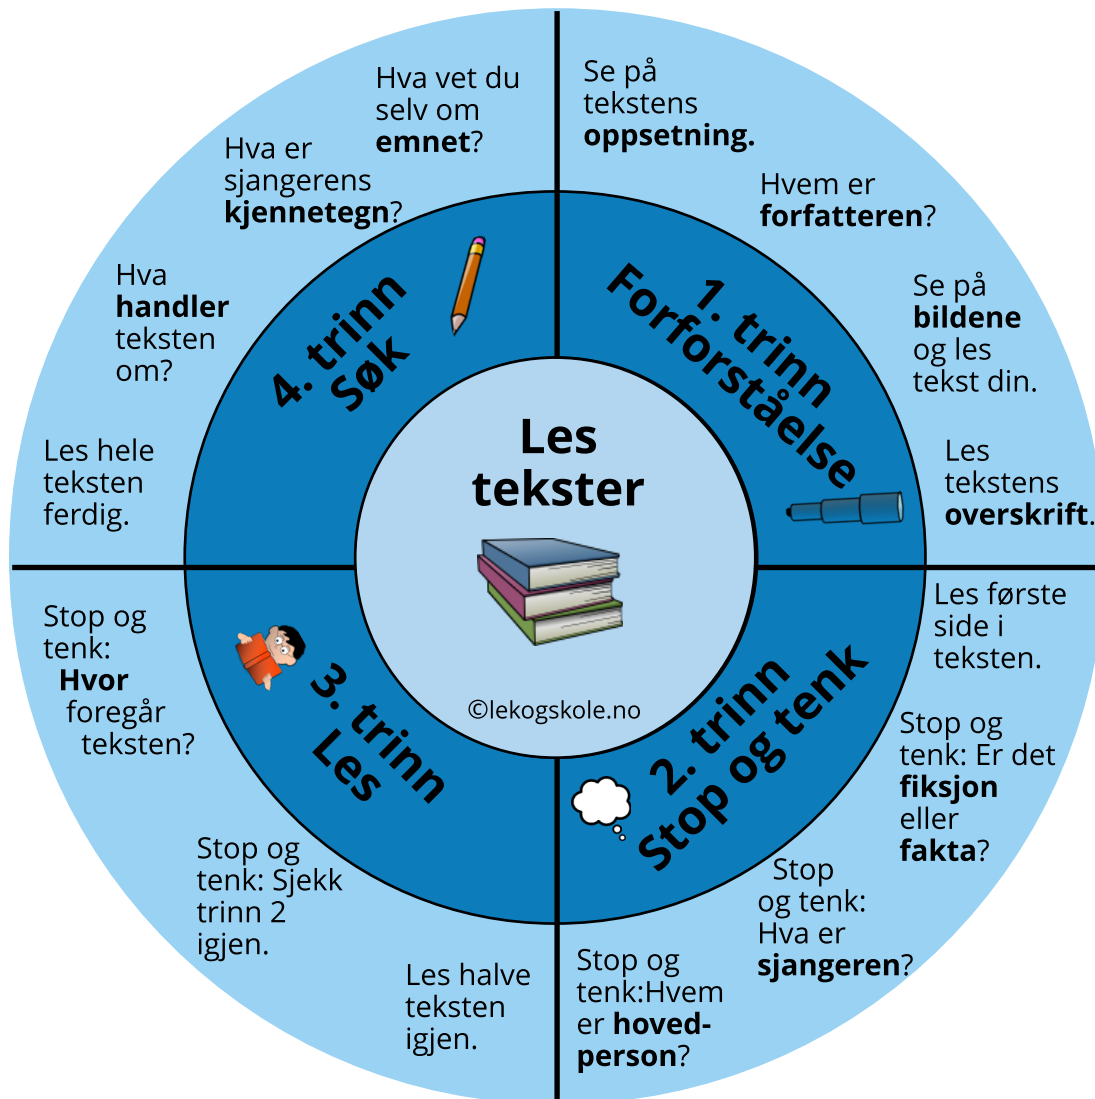 Les
tekster
©lekogskole.no
1. trinn
Forforståelse
Se på
tekstens
oppsetning.
Hvem er
forfatteren?
Se på
bildene
og les
tekst din.
Les
tekstens
overskrift.
2. trinn
Stop og tenk
Les første
side i
teksten.
Stop og
tenk: Er det
fiksjon
eller
fakta?
Stop
og tenk:
Hva er
sjangeren?
Stop og
tenk:Hvem
er hoved-
person?
3. trinn
Les
Les halve
teksten
igjen.
Stop og
tenk: Sjekk
trinn 2
igjen.
Stop og
tenk:
Hvor
foregår
teksten?
4. trinn
Søk
Les hele
teksten
ferdig.
Hva
handler
teksten
om?
Hva er
sjangerens
kjennetegn?
Hva vet du
selv om
emnet?